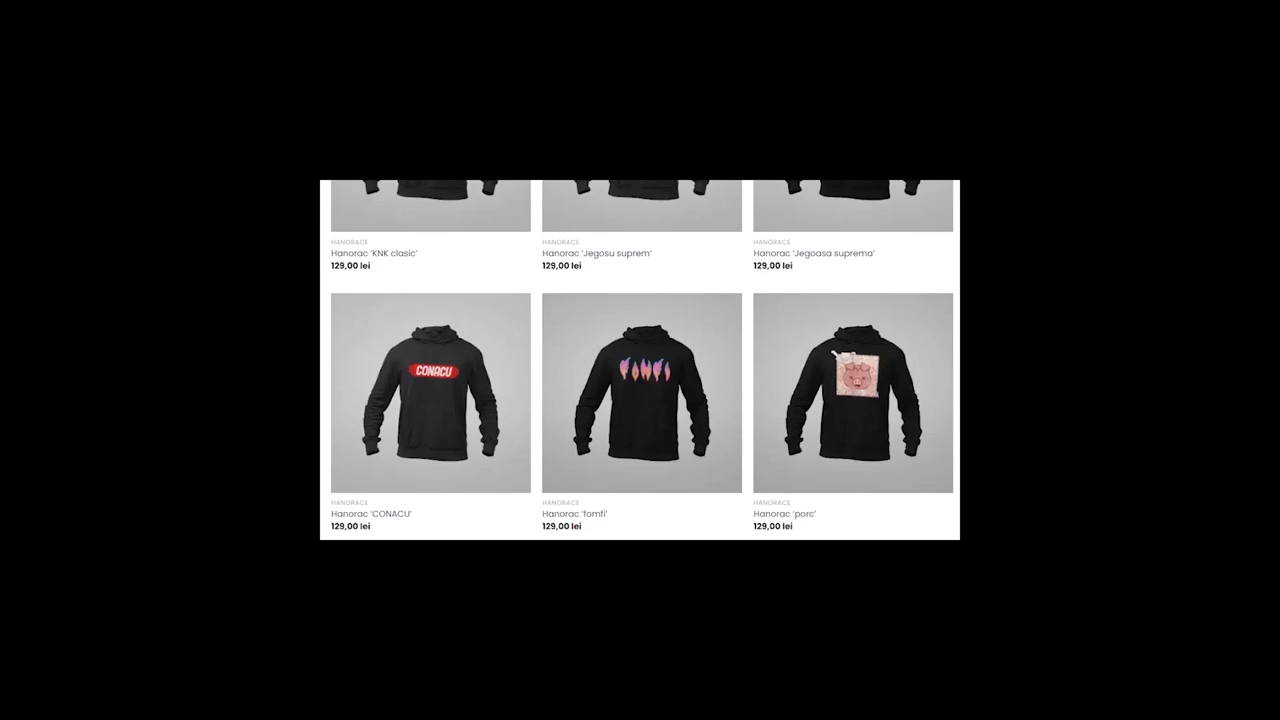 HANORACE
Hanorac 'KNK clasic'
129,00 lei
HANORACE
Hanorac 'Jegosu suprem'
129,00 lei
HANORACE
Hanorac 'Jegoasa suprema'
129,00 lei
CONACU
FOMFI
HANORACE
Hanorac 'CONACU'
129,00 lei
HANORACE
Hanorac 'fomfi'
129,00 lei
HANORACE
Hanorac 'porc'
129,00 lei